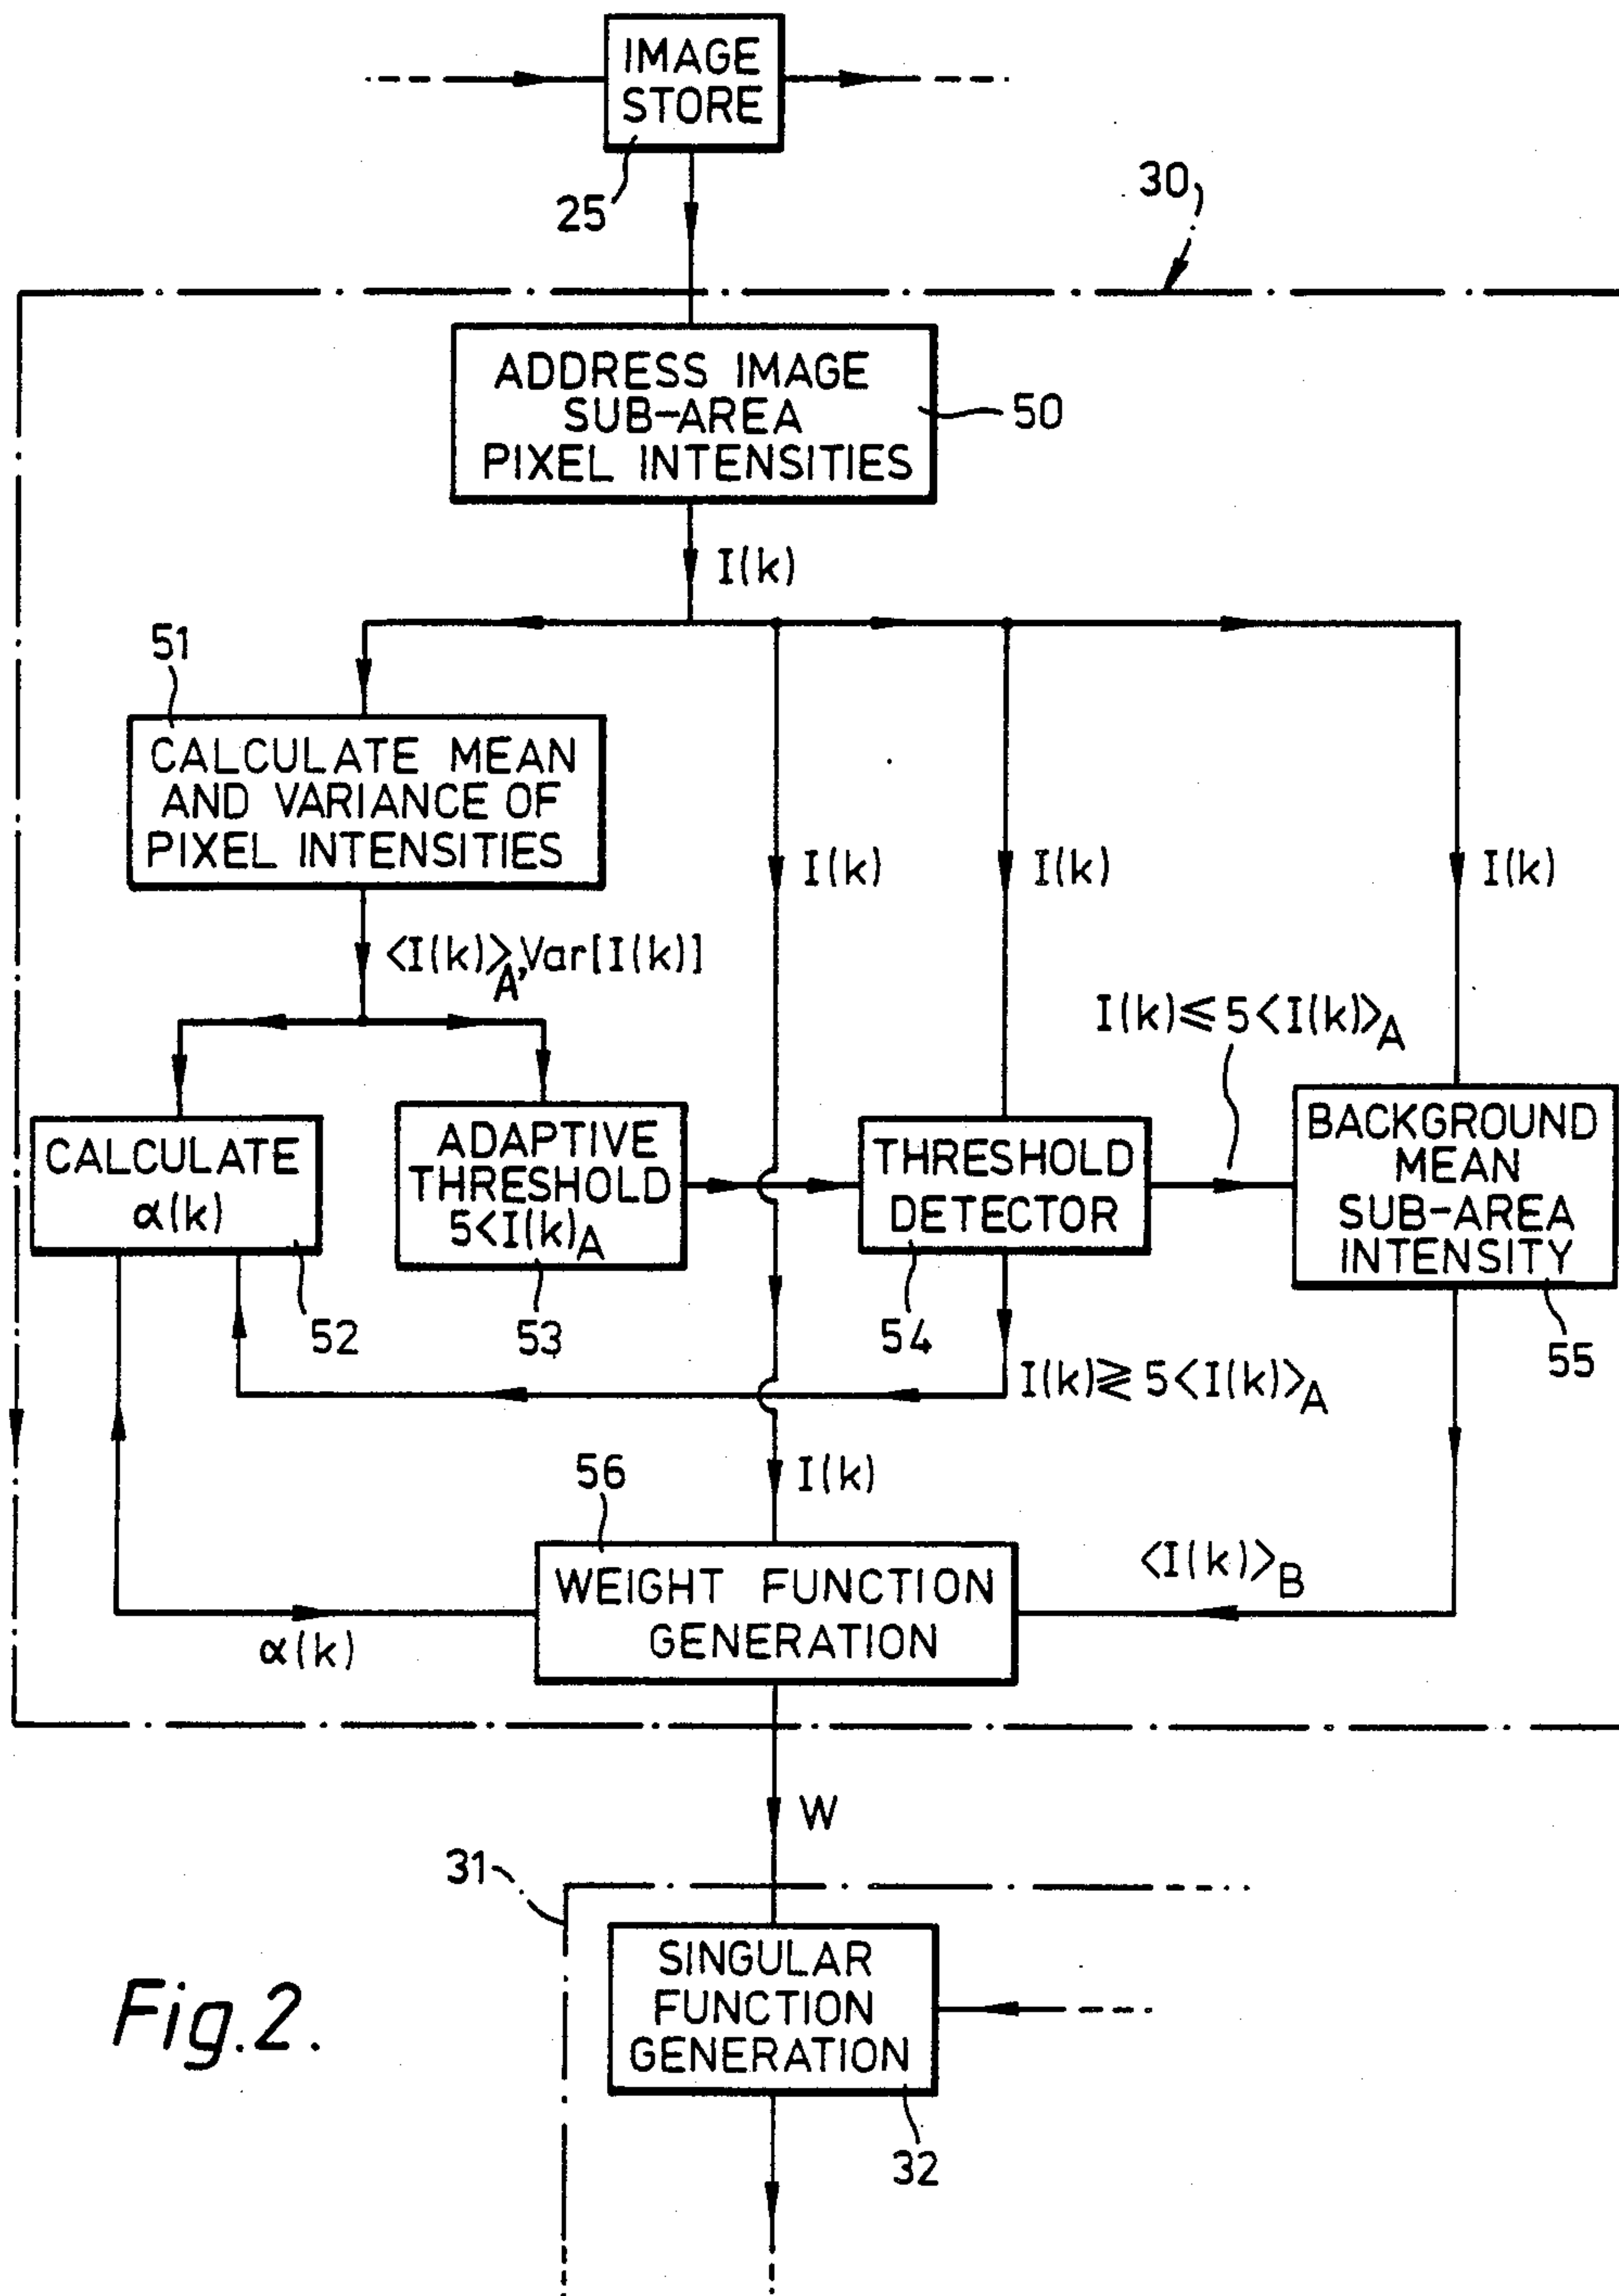 IMAGE
STORE
25
30
ADDRESS IMAGE
SUB-AREA
PIXEL INTENSITIES
50
I(k)
51
CALCULATE MEAN
AND VARIANCE OF
PIXEL INTENSITIES
I(k)
I(k)
I(k)
<I(k)>A, Var[I(k)]
I(k)≤5<I(k)>A
CALCULATE
α(k)
52
ADAPTIVE
THRESHOLD
5<I(k)A
53
THRESHOLD
DETECTOR
54
BACKGROUND
MEAN
SUB-AREA
INTENSITY
55
I(k)≷5<I(k)>A
I(k)
56
WEIGHT FUNCTION
GENERATION
<I(k)>B
α(k)
W
31
SINGULAR
FUNCTION
GENERATION
32
Fig.2.